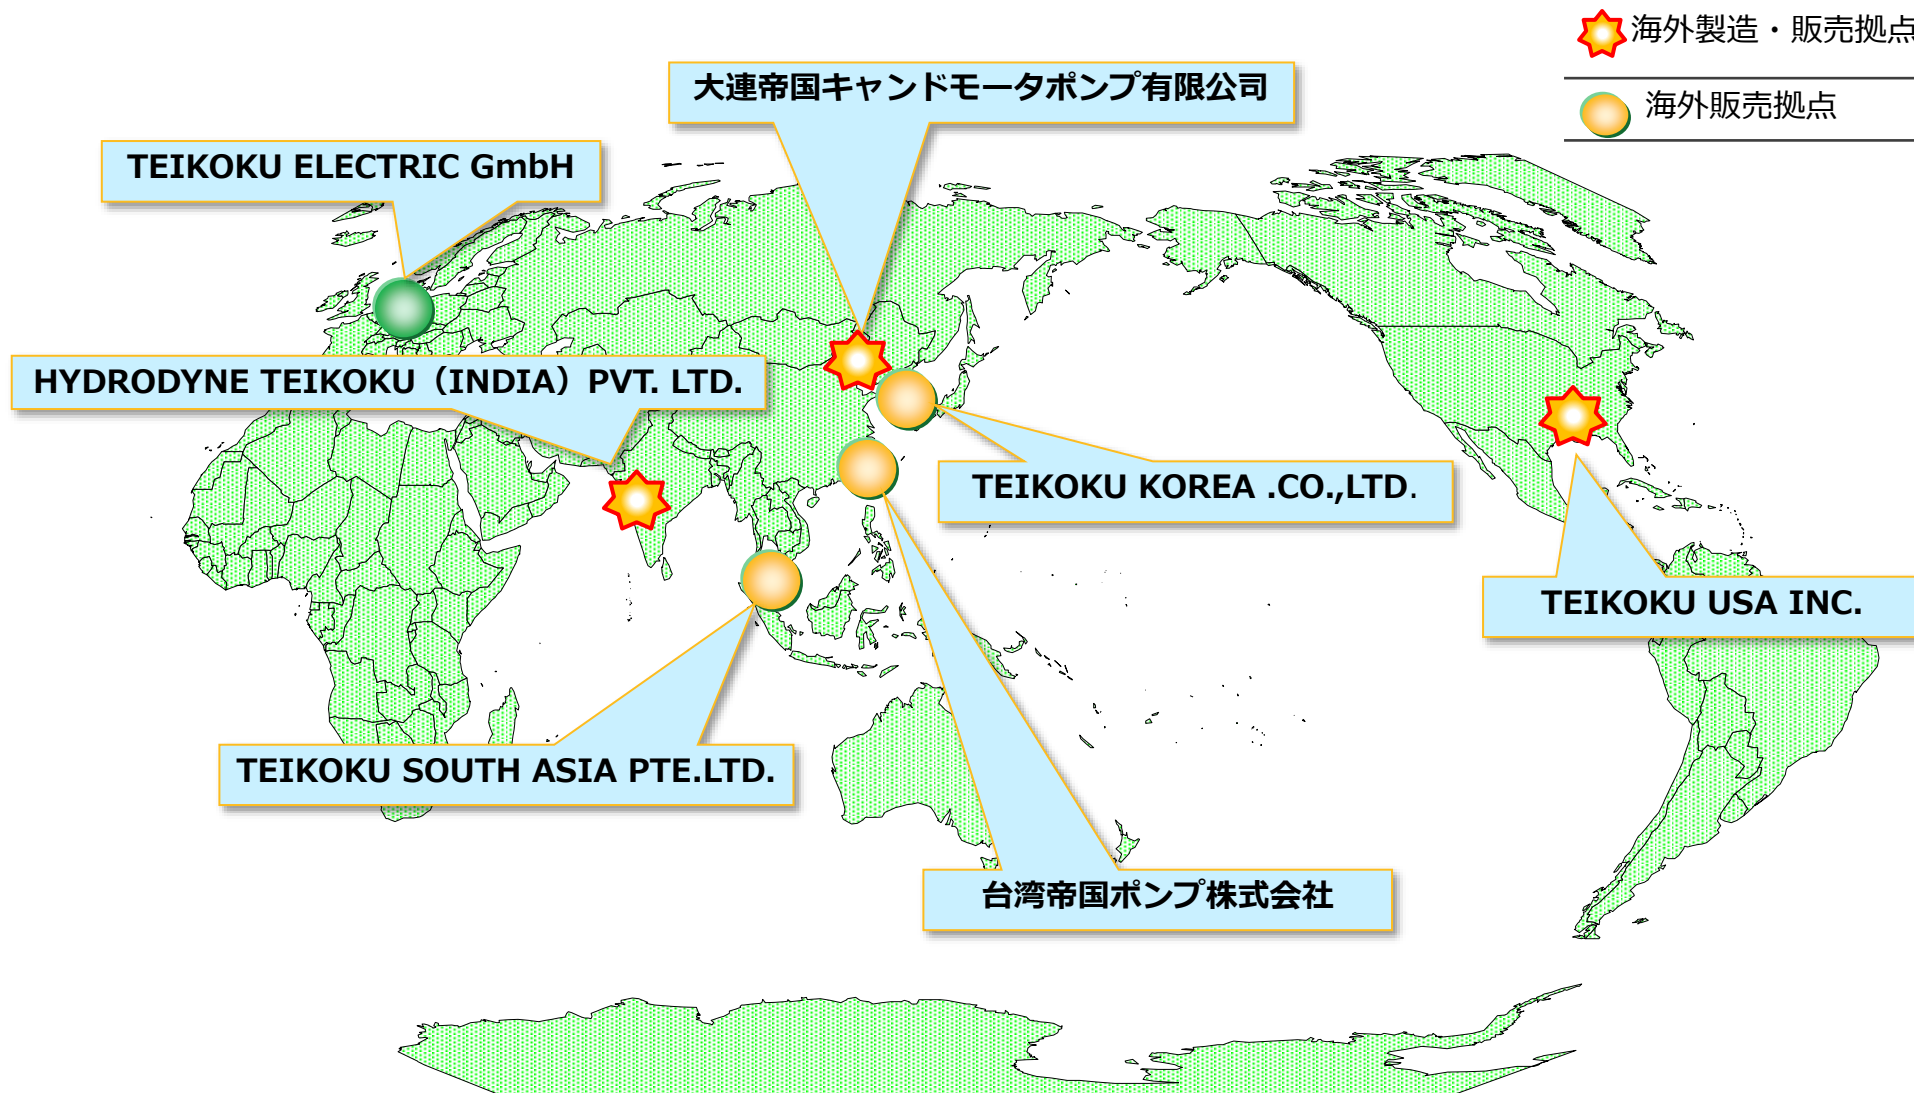 海外製造・販売拠点
海外販売拠点
大連帝国キャンドモータポンプ有限公司
TEIKOKU ELECTRIC GmbH
HYDRODYNE TEIKOKU（INDIA）PVT. LTD.
TEIKOKU KOREA .CO.,LTD.
TEIKOKU USA INC.
TEIKOKU SOUTH ASIA PTE.LTD.
台湾帝国ポンプ株式会社